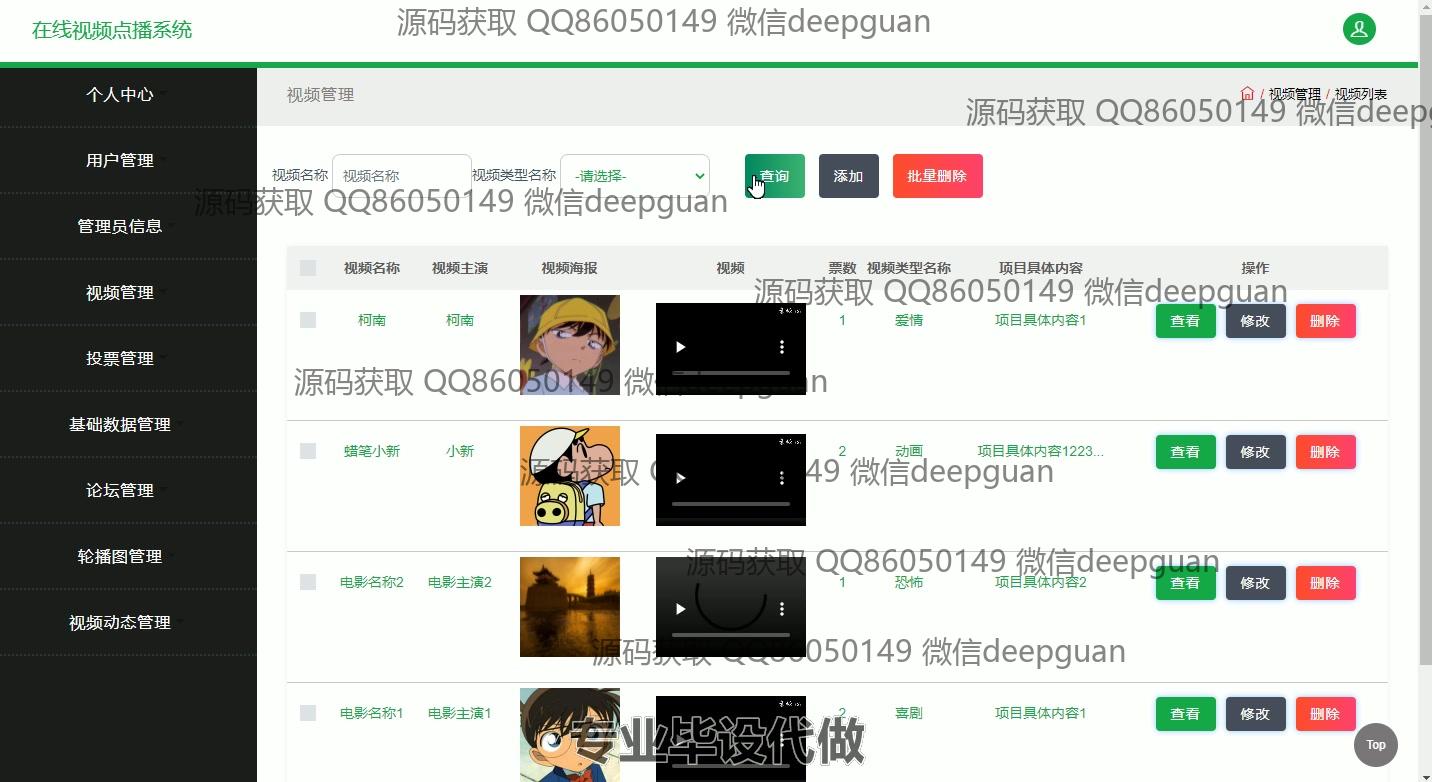 在线视频点播系统
源码获取 QQ86050149 微信deepguan
个人中心
用户管理
管理员信息
视频管理
投票管理
基础数据管理
论坛管理
轮播图管理
视频动态管理
视频管理
/ 视频管理 / 视频列表
源码获取 QQ86050149 微信deepg
视频名称 视频名称 视频类型名称 -请选择- 查询 添加 批量删除
源码获取 QQ86050149 微信deepguan
视频名称 视频主演 视频海报 视频 票数 视频类型名称 项目具体内容 操作
源码获取 QQ86050149 微信deepguan
柯南 柯南 1 爱情 项目具体内容1 查看 修改 删除
源码获取 QQ86050149 微信deepguan
蜡笔小新 小新 2 动画 项目具体内容1223... 查看 修改 删除
源码获取 QQ86050149 微信deepguan
源码获取 QQ86050149 微信deepguan
电影名称2 电影主演2 1 恐怖 项目具体内容2 查看 修改 删除
源码获取 QQ86050149 微信deepguan
电影名称1 电影主演1 2 喜剧 项目具体内容1 查看 修改 删除
专业毕设代做
Top